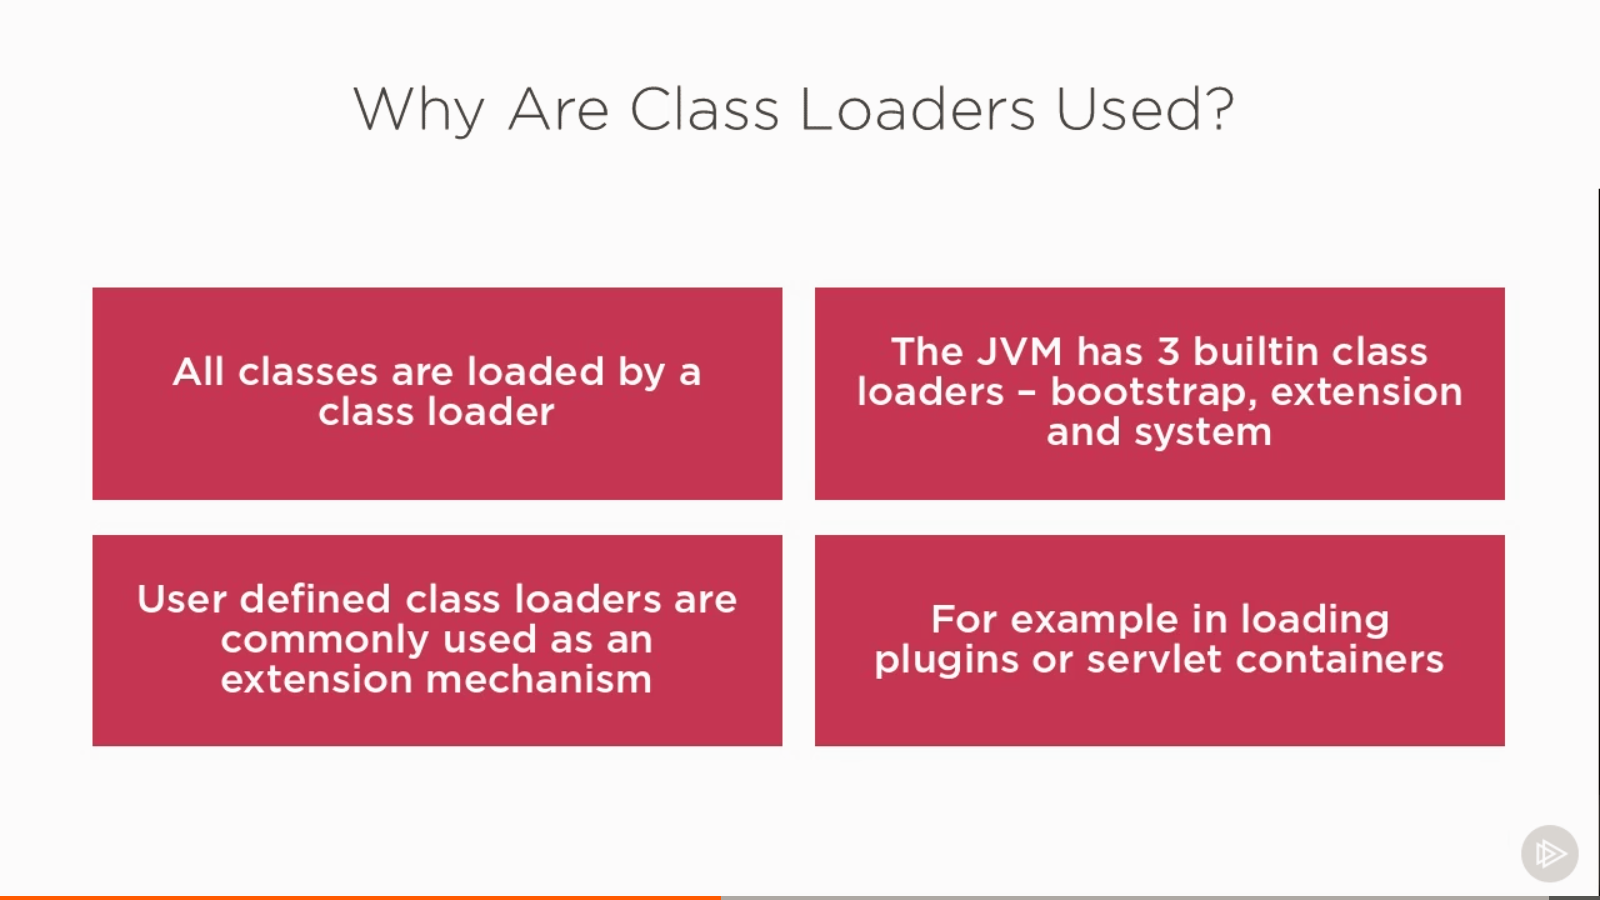 Why Are Class Loaders Used?
All classes are loaded by a
class loader
The JVM has 3 builtin class
loaders – bootstrap, extension
and system
User defined class loaders are
commonly used as an
extension mechanism
For example in loading
plugins or servlet containers